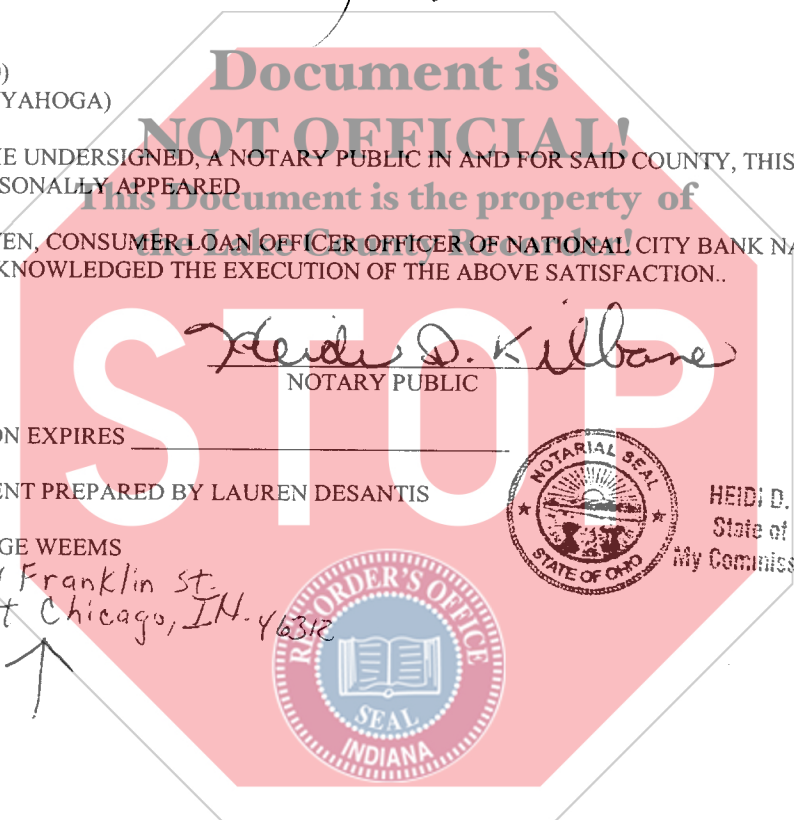 Document is
)
YAHOGA)
NOT OFFICIAL!
E UNDERSIGNED, A NOTARY PUBLIC IN AND FOR SAID COUNTY, THIS
SONALLY APPEARED
This Document is the property of
EN, CONSUMER LOAN OFFICER OFFICER OF NATIONAL CITY BANK NA
the Lake County Recorder!
KNOWLEDGED THE EXECUTION OF THE ABOVE SATISFACTION..
STOP
Heidi D. Kilbane
NOTARY PUBLIC
ON EXPIRES
NOTARIAL SEAL
STATE OF OHIO
HEIDI D.
State of
My Commiss
ENT PREPARED BY LAUREN DESANTIS
GE WEEMS
Franklin St.
t Chicago, IN. 46312
RECORDER'S OFFICE
SEAL
INDIANA